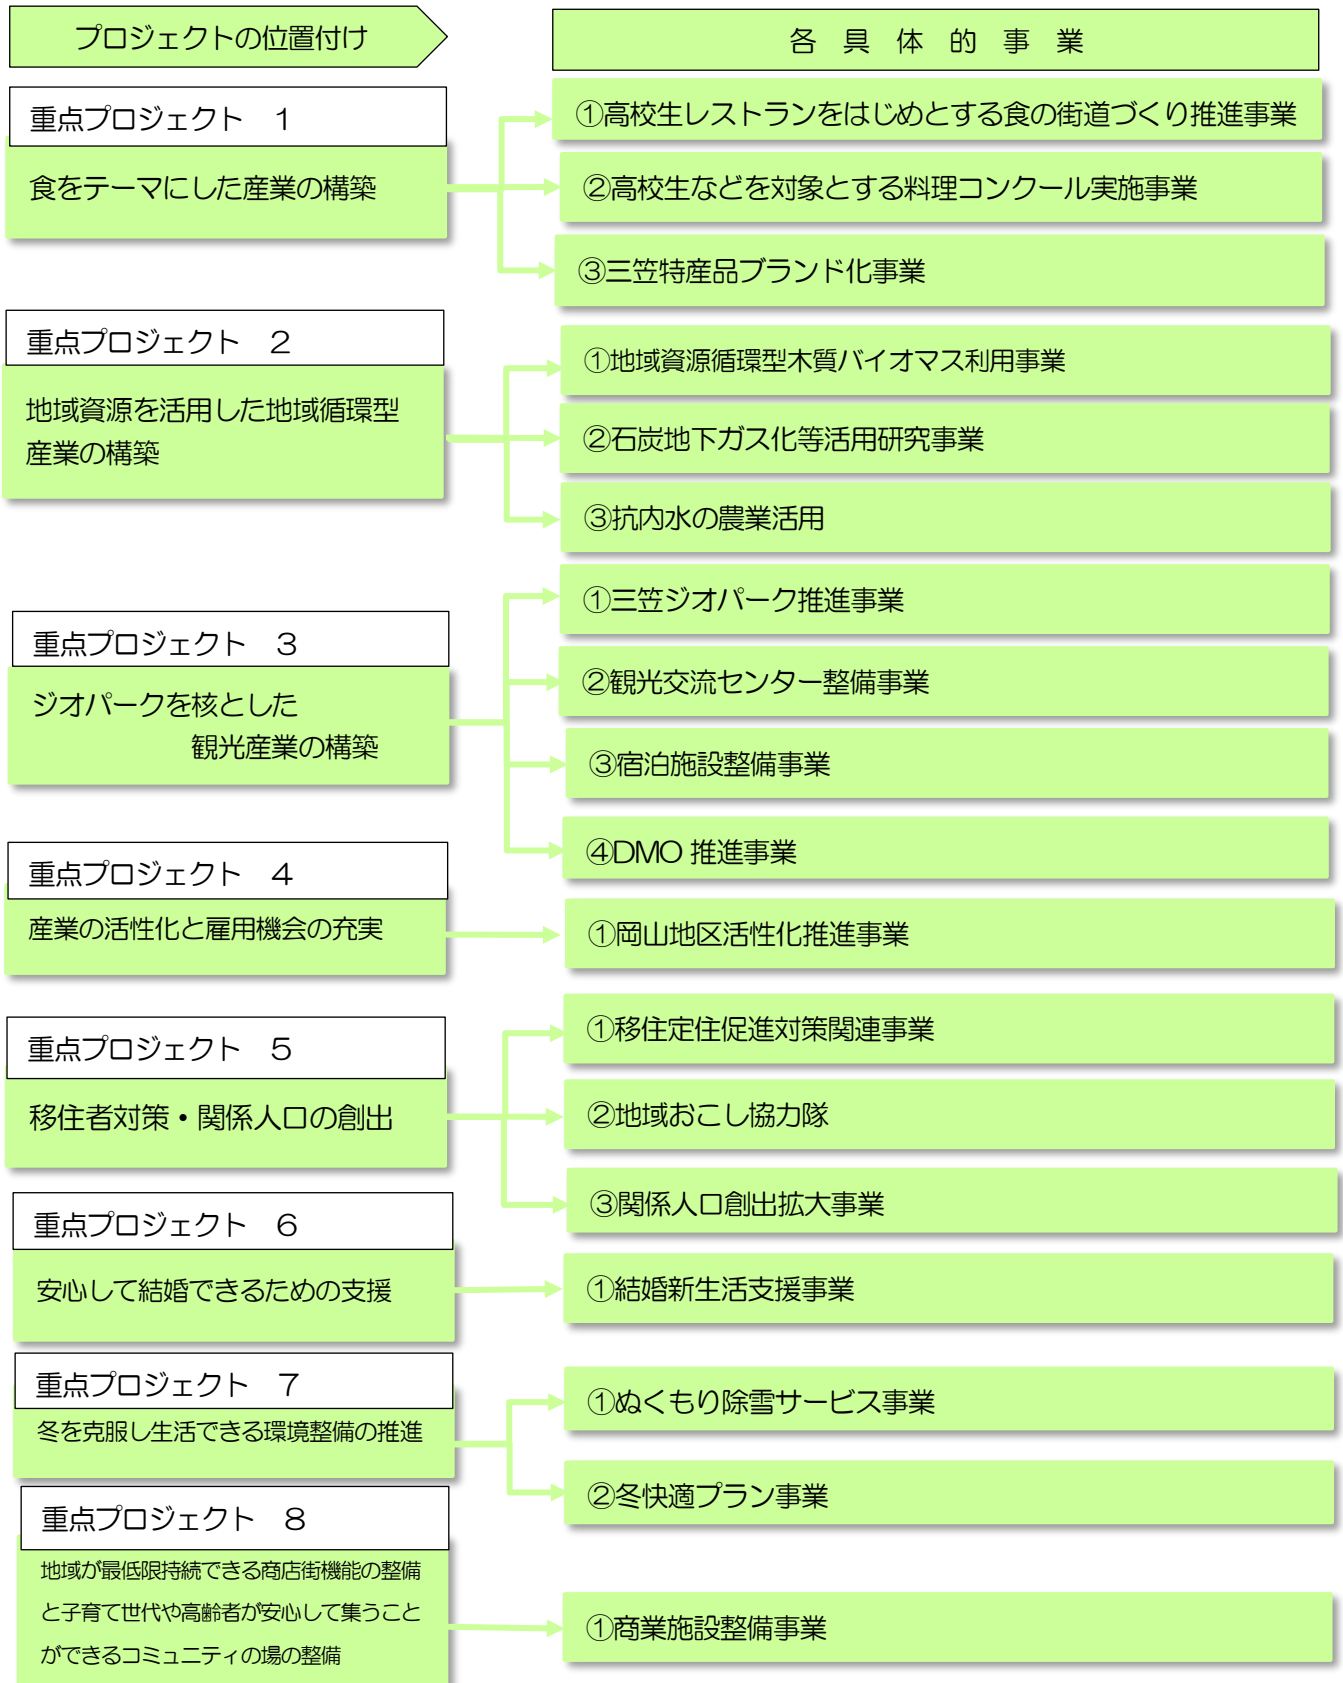 プロジェクトの位置付け
各具体的事業
重点プロジェクト 1
食をテーマにした産業の構築
①高校生レストランをはじめとする食の街道づくり推進事業
②高校生などを対象とする料理コンクール実施事業
③三笠特産品ブランド化事業
重点プロジェクト 2
地域資源を活用した地域循環型
産業の構築
①地域資源循環型木質バイオマス利用事業
②石炭地下ガス化等活用研究事業
③抗内水の農業活用
重点プロジェクト 3
ジオパークを核とした
観光産業の構築
①三笠ジオパーク推進事業
②観光交流センター整備事業
③宿泊施設整備事業
④DMO 推進事業
重点プロジェクト 4
産業の活性化と雇用機会の充実
①岡山地区活性化推進事業
重点プロジェクト 5
移住者対策・関係人口の創出
①移住定住促進対策関連事業
②地域おこし協力隊
③関係人口創出拡大事業
重点プロジェクト 6
安心して結婚できるための支援
①結婚新生活支援事業
重点プロジェクト 7
冬を克服し生活できる環境整備の推進
①ぬくもり除雪サービス事業
②冬快適プラン事業
重点プロジェクト 8
地域が最低限持続できる商店街機能の整備
と子育て世代や高齢者が安心して集うこと
ができるコミュニティの場の整備
①商業施設整備事業